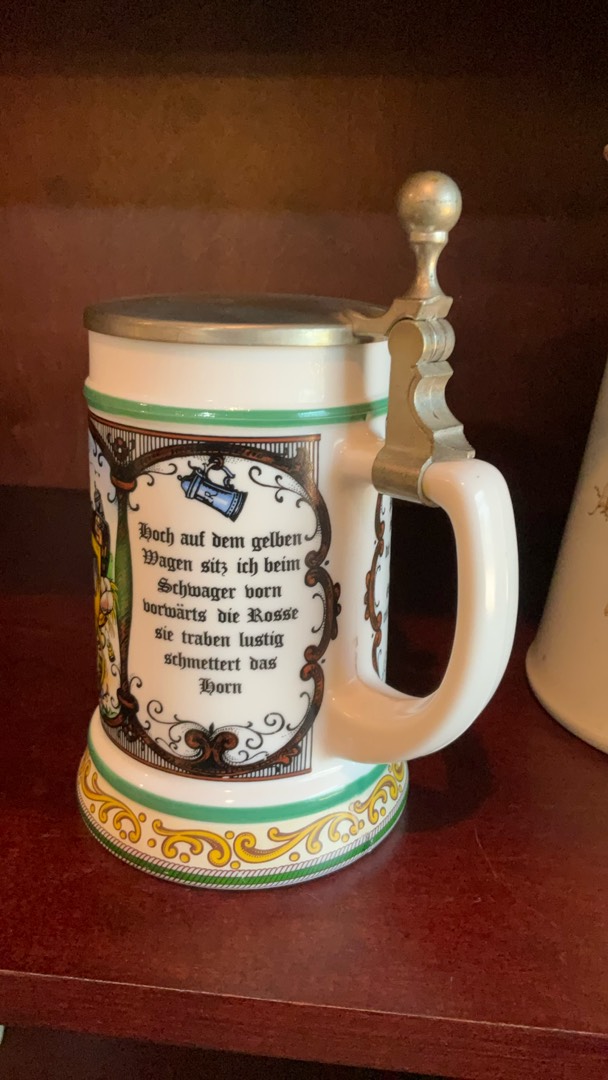 Hoch auf dem gelben
Wagen sitz ich beim
Schwager vorn
vorwärts die Rosse
sie traben lustig
schmettert das
Horn